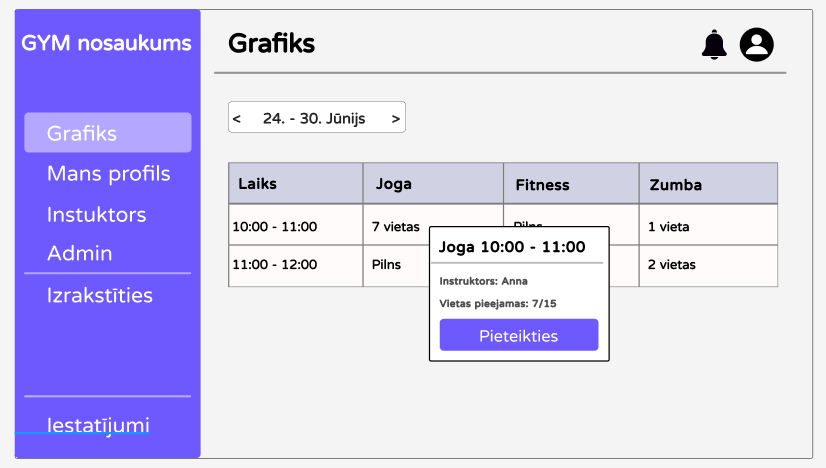 GYM nosaukums
Grafiks
Mans profils
Instuktors
Admin
Izrakstīties
Iestatījumi
Grafiks
< 24. - 30. Jūnijs >
Laiks Joga Fitness Zumba
10:00 - 11:00 7 vietas Pilns 1 vieta
11:00 - 12:00 Pilns 2 vietas
Joga 10:00 - 11:00
Instruktors: Anna
Vietas pieejamas: 7/15
Pieteikties